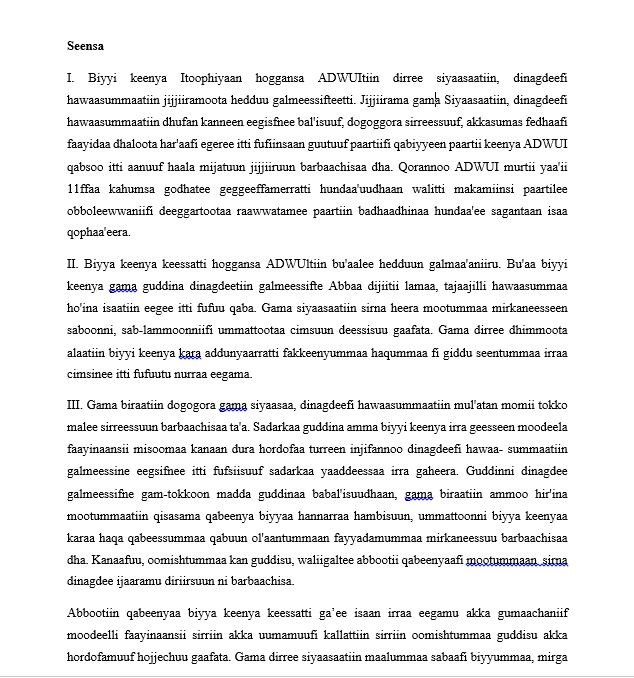 Seensa
I. Biyyi keenya Itoophiyaan hoggansa ADWUItiin dirree siyaasaatiin, dinagdeefi
hawaasummaatiin jijjiiramoota hedduu galmeessifteetti. Jijjiirama gama Siyaasaatiin, dinagdeefi
hawaasummaatiin dhufan kanneen eegisifnee bal'isuuf, dogoggora sirreessuuf, akkasumas fedhaafi
faayidaa dhaloota har'aafi egeree itti fufiinsaan guutuuf paartiifi qabiyyeen paartii keenya ADWUI
qabsoo itti aanuuf haala mijatuun jijjiiruun barbaachisaa dha. Qorannoo ADWUI murtii yaa'ii
11ffaa kahumsa godhatee geggeeffamerratti hundaa'uudhaan walitti makamiinsi paartilee
obboleewwaniifi deeggartootaa raawwatamee paartiin badhaadhinaa hundaa'ee sagantaan isaa
qophaa'eera.
II. Biyya keenya keessatti hoggansa ADWUltiin bu'aalee hedduun galmaa'aniiru. Bu'aa biyyi
keenya gama guddina dinagdeetiin galmeessifte Abbaa dijiitii lamaa, tajaajilli hawaasummaa
ho'ina isaatiin eegee itti fufuu qaba. Gama siyaasaatiin sirna heera mootummaa mirkaneesseen
saboonni, sab-lammoonniifi ummattootaa cimsuun deessisuu gaafata. Gama dirree dhimmoota
alaatiin biyyi keenya kara addunyaarratti fakkeenyummaa haqummaa fi giddu seentummaa irraa
cimsinee itti fufuutu nurraa eegama.
III. Gama biraatiin dogogora gama siyaasaa, dinagdeefi hawaasummaatiin mul'atan momii tokko
malee sirreessuun barbaachisaa ta'a. Sadarkaa guddina amma biyyi keenya irra geesseen moodeela
faayinaansii misoomaa kanaan dura hordofaa turreen injifannoo dinagdeefi hawaa- summaatiin
galmeessine eegsifnee itti fufsiisuuf sadarkaa yaaddeessaa irra gaheera. Guddinni dinagdee
galmeessifne gam-tokkoon madda guddinaa babal'isuudhaan, gama biraatiin ammoo hir'ina
mootummaatiin qisasama qabeenya biyyaa hannarraa hambisuun, ummattoonni biyya keenyaa
karaa haqa qabeessummaa qabuun ol'aantummaan fayyadamummaa mirkaneessuu barbaachisaa
dha. Kanaafuu, oomishtummaa kan guddisu, waliigaltee abbootii qabeenyaafi mootummaan sirna
dinagdee ijaaramu diriirsuun ni barbaachisa.
Abbootiin qabeenyaa biyya keenya keessatti ga’ee isaan irraa eegamu akka gumaachaniif
moodeelli faayinaansii sirriin akka uumamuufi kallattiin sirriin oomishtummaa guddisu akka
hordofamuuf hojjechuu gaafata. Gama dirree siyaasaatiin maalummaa sabaafi biyyummaa, mirga